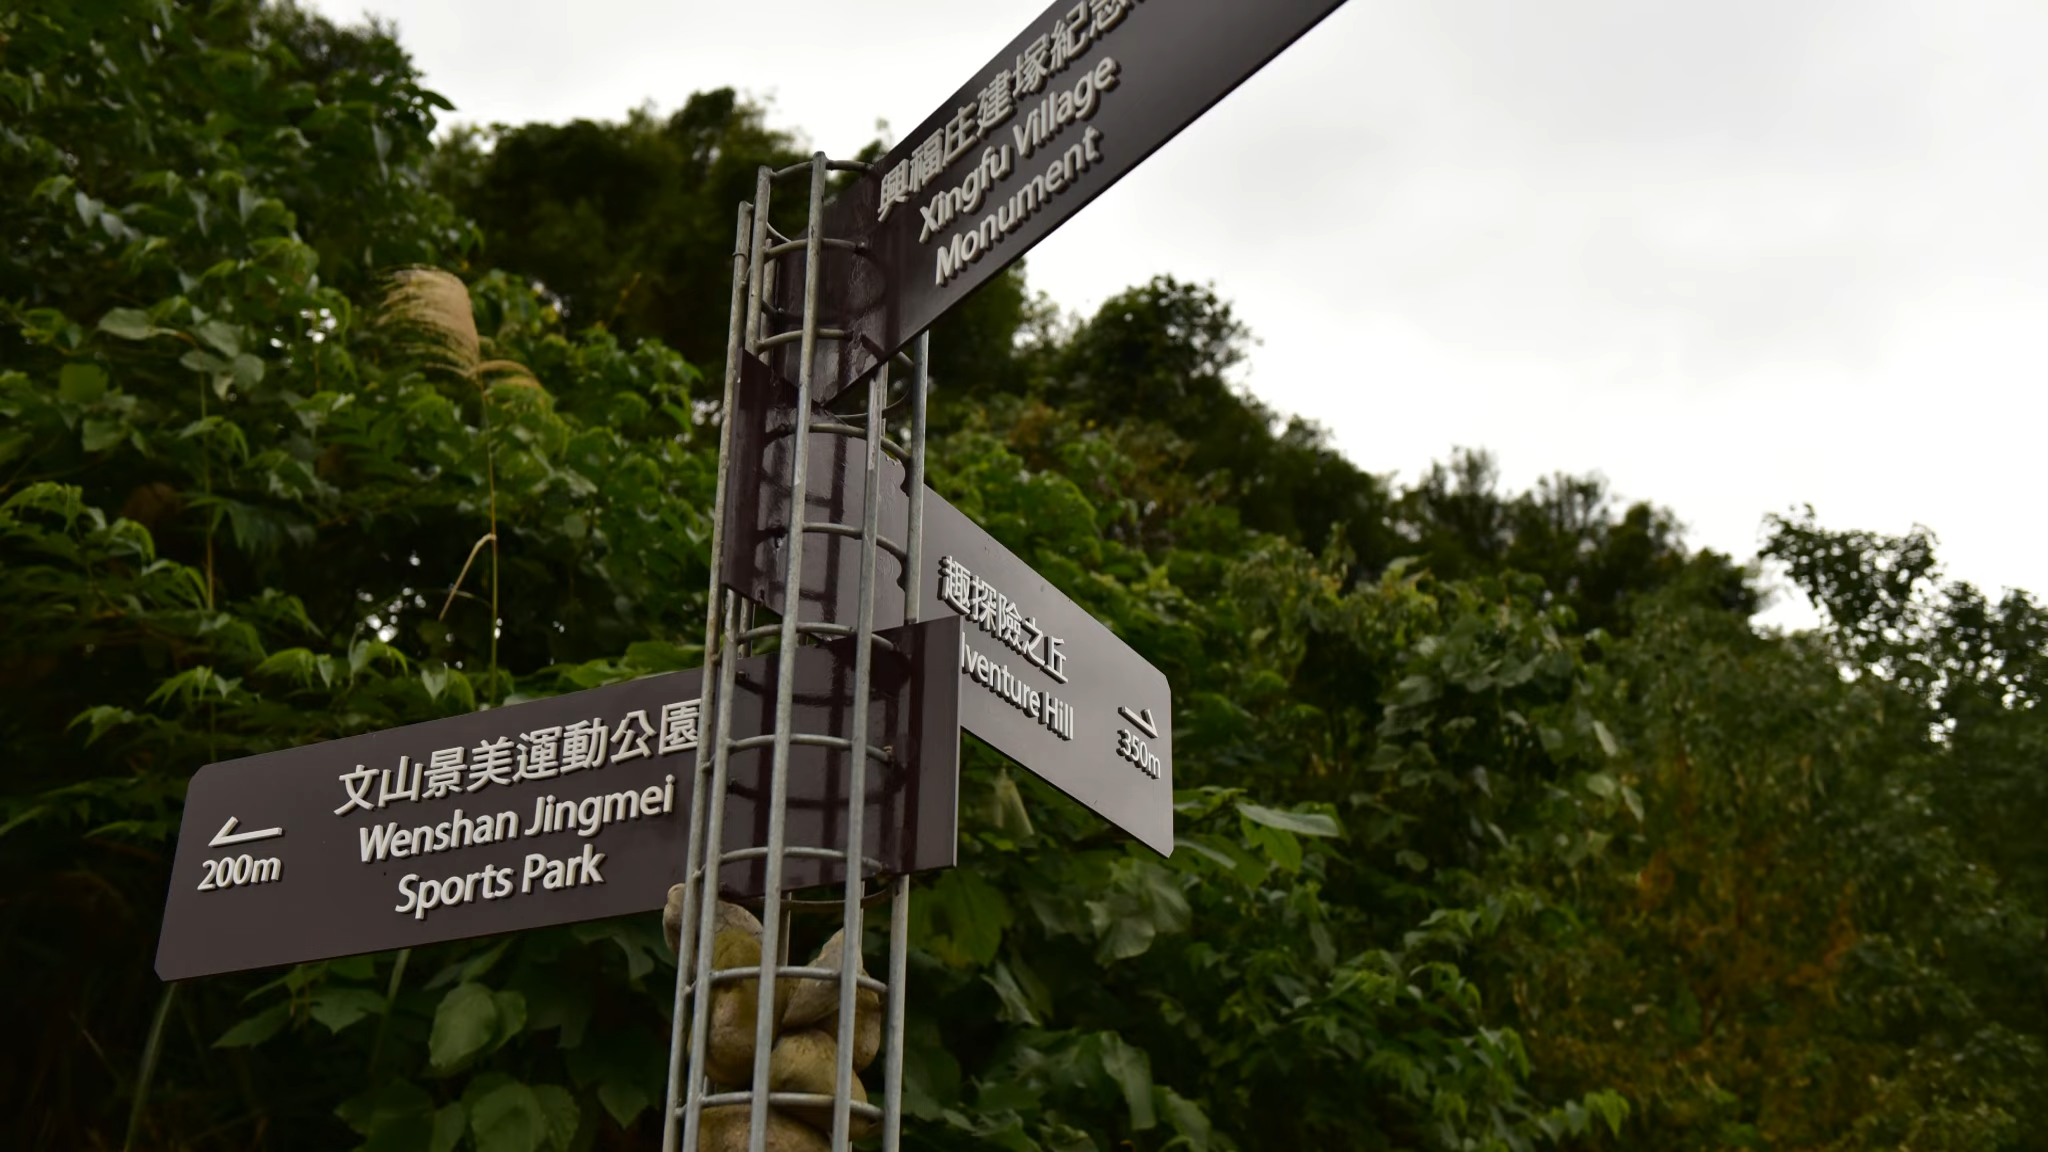 興福庄建塚紀念
Xingfu Village
Monument
趣探險之丘
venture Hill
350m
文山景美運動公園
Wenshan Jingmei
Sports Park
200m